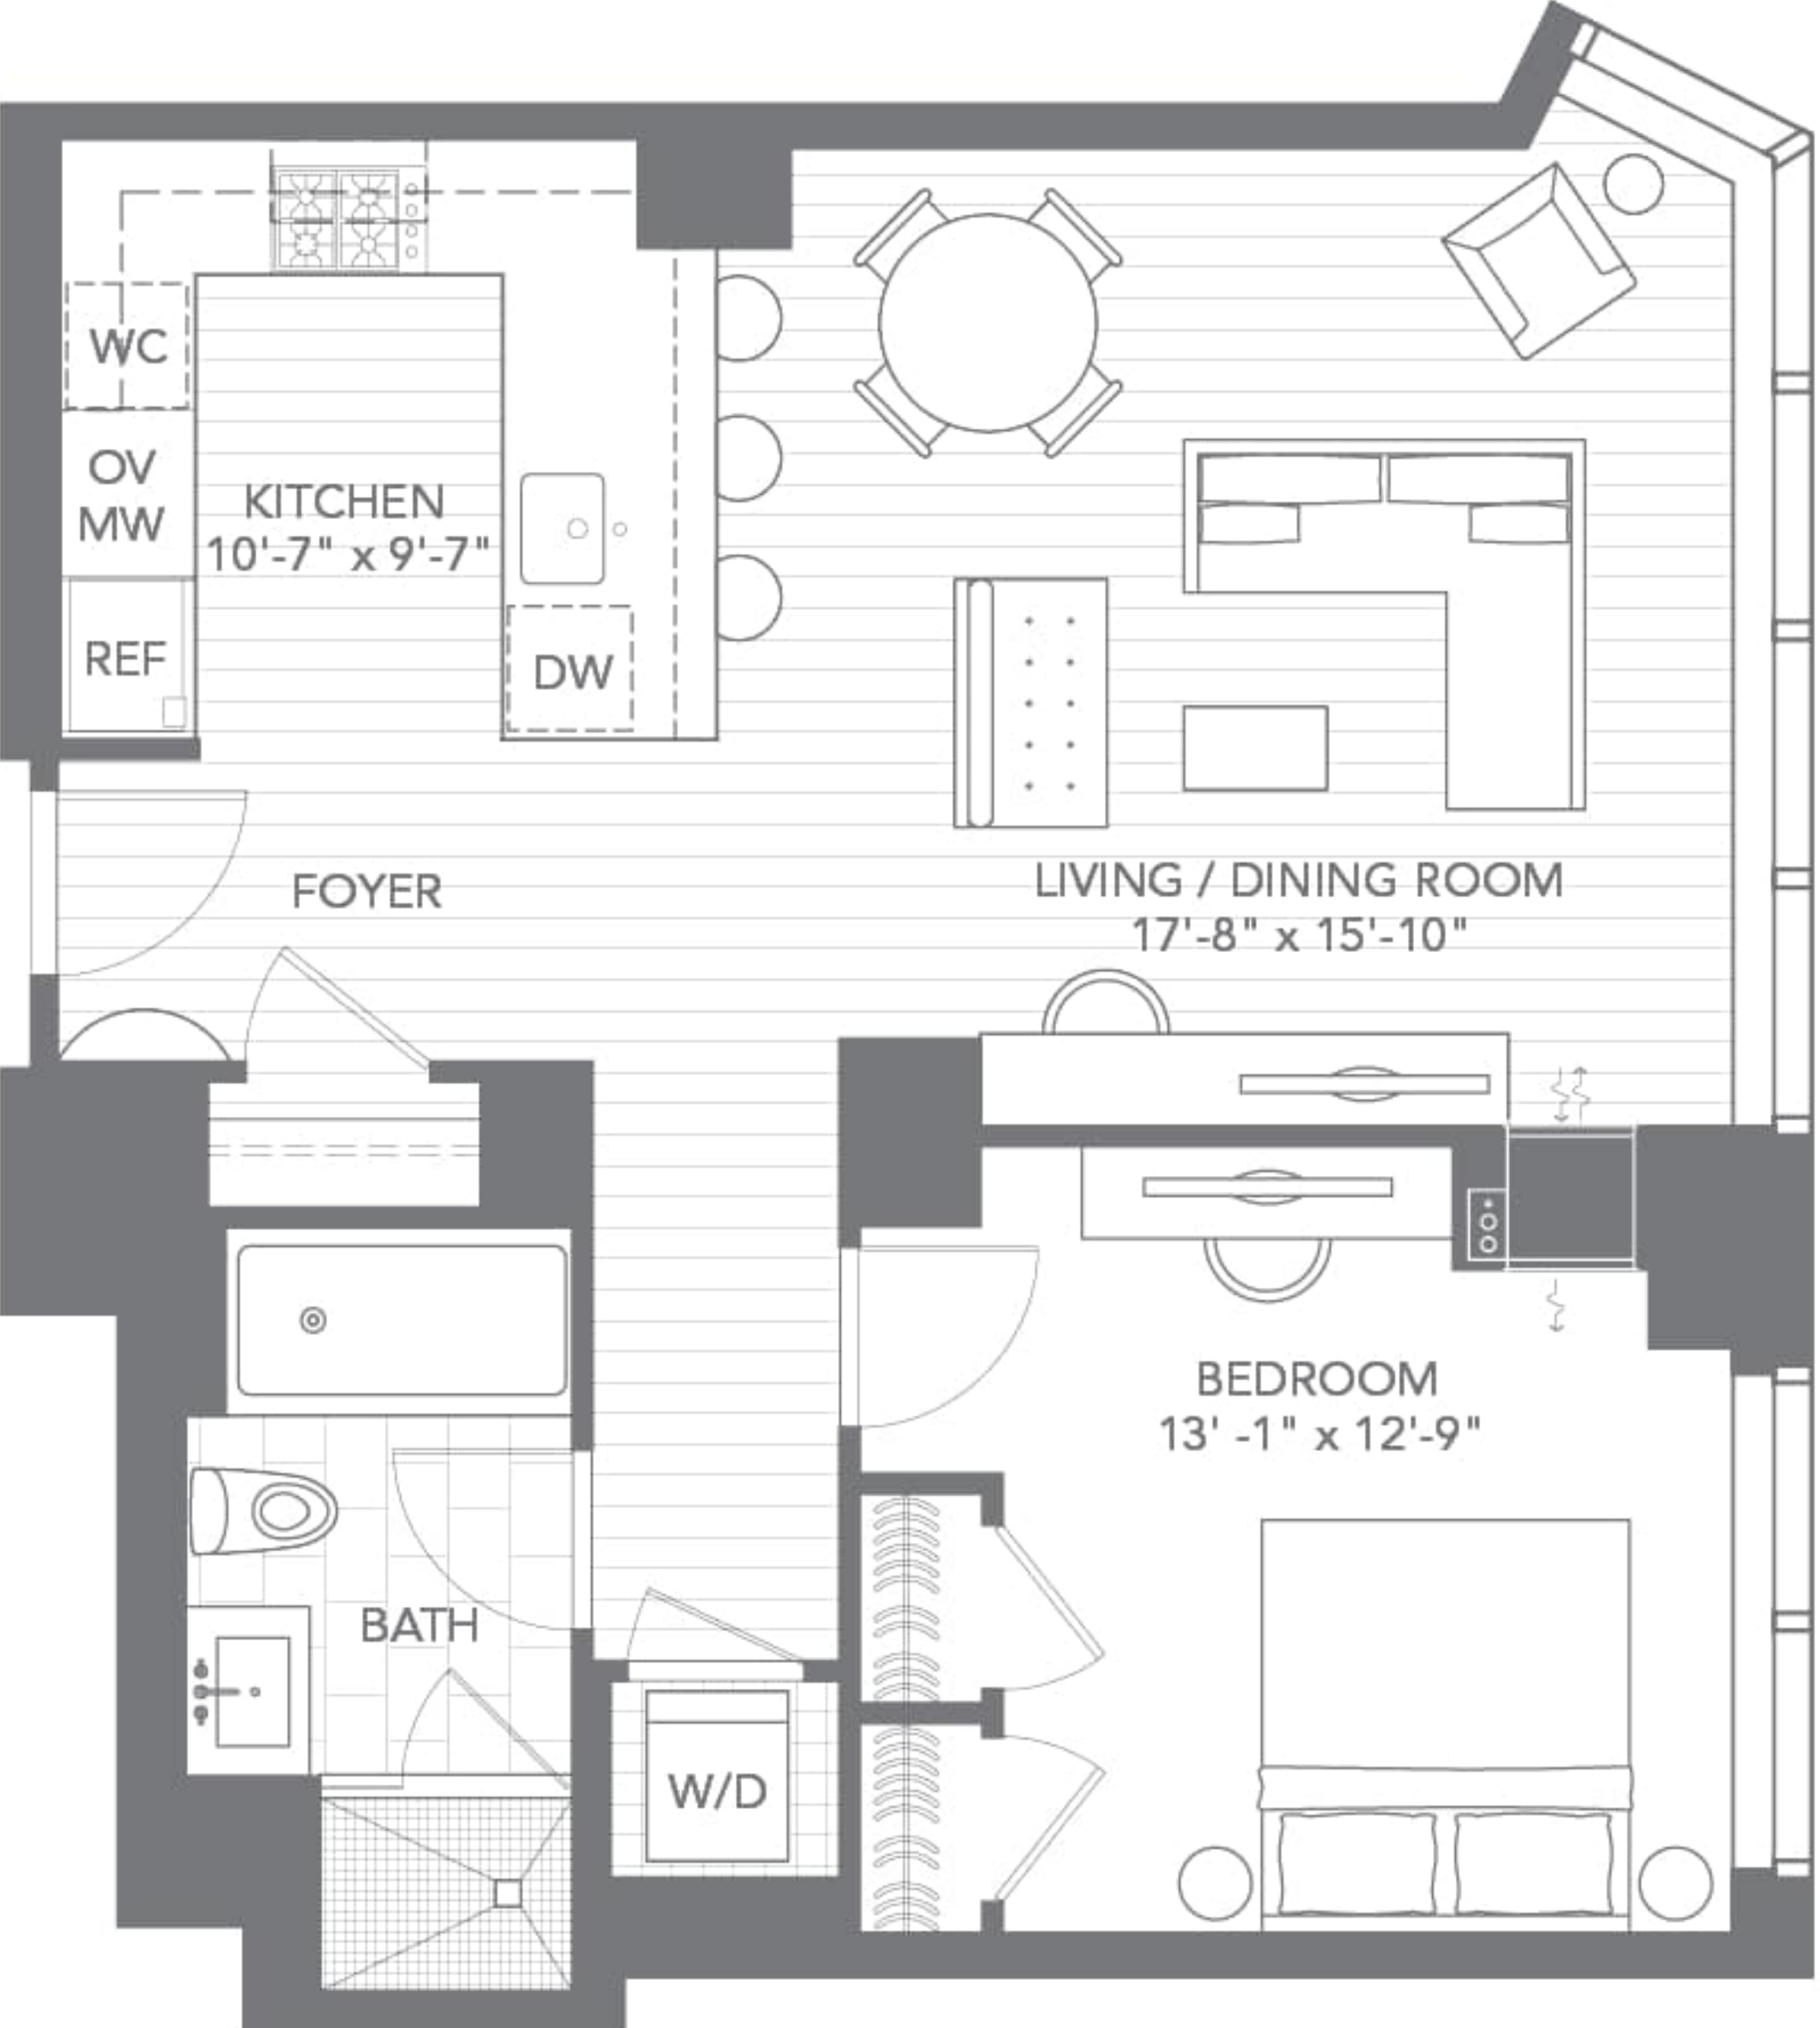 WC
OV
MW
KITCHEN
10'-7" x 9'-7"
REF
DW
FOYER
LIVING / DINING ROOM
17'-8" x 15'-10"
BEDROOM
13' -1" x 12'-9"
BATH
W/D